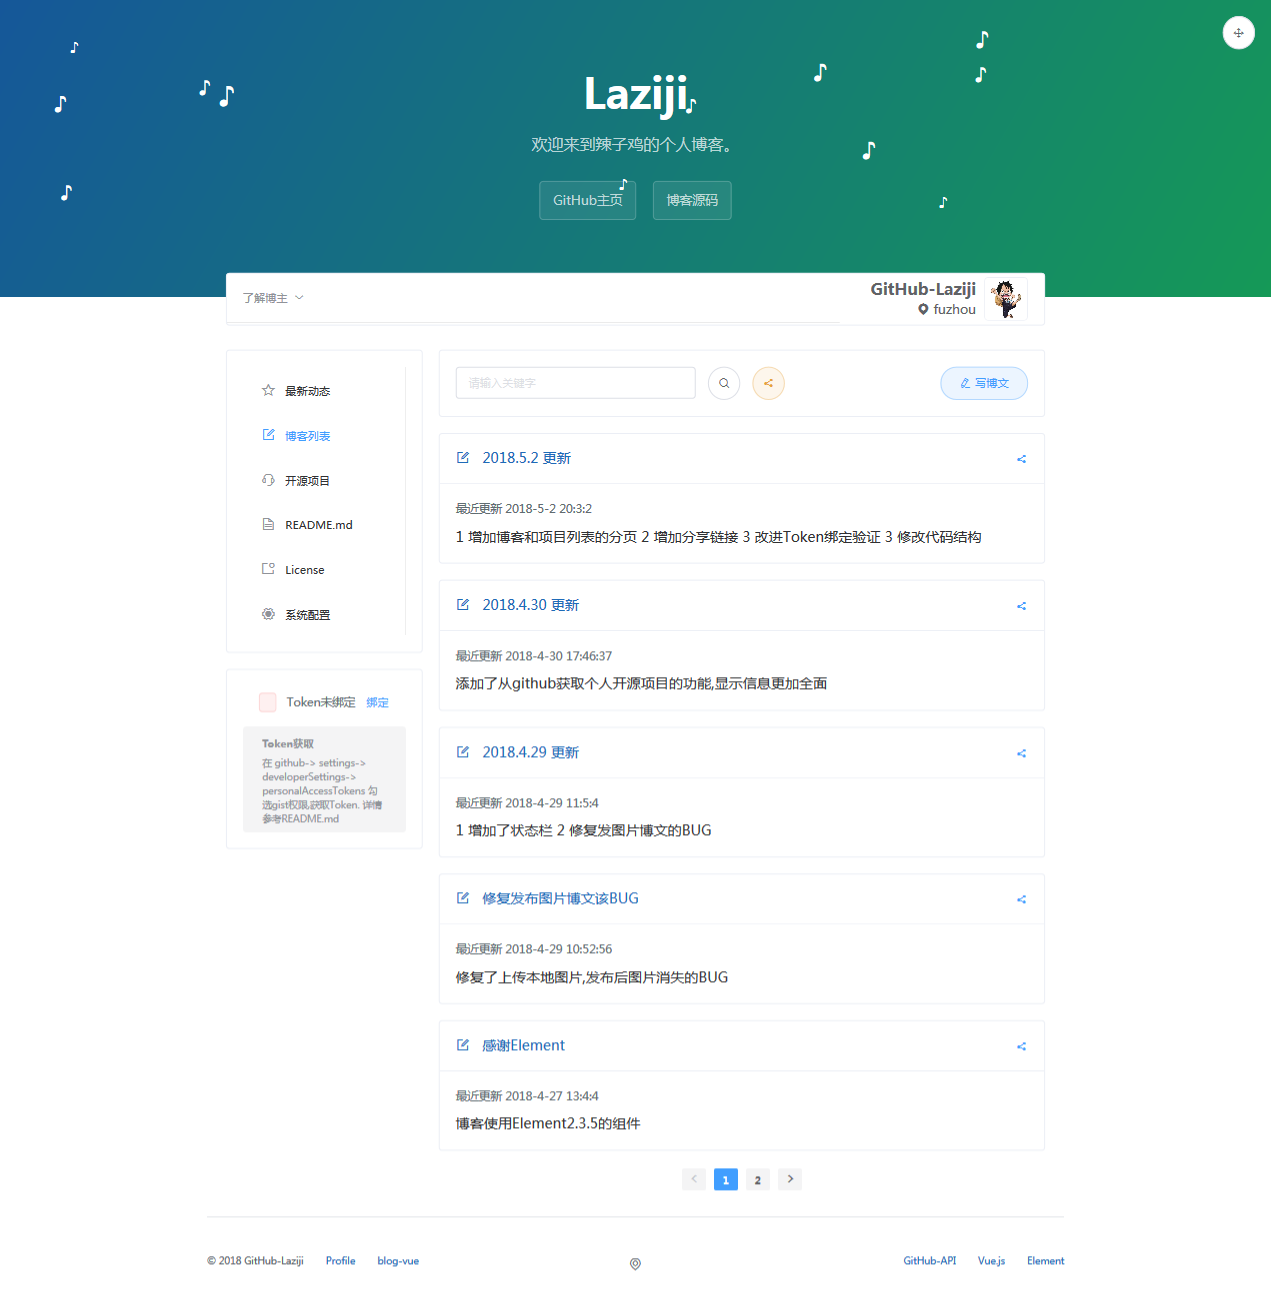 Laziji
欢迎来到辣子鸡的个人博客。
GitHub主页
博客源码
了解博主
GitHub-Laziji
fuzhou
最新动态
博客列表
开源项目
README.md
License
系统配置
Token未绑定 绑定
Token获取
在 github-> settings->
developerSettings->
personalAccessTokens 勾
选gist权限,获取Token. 详情
参考README.md
请输入关键字
写博文
2018.5.2 更新
最近更新 2018-5-2 20:3:2
1 增加博客和项目列表的分页 2 增加分享链接 3 改进Token绑定验证 3 修改代码结构
2018.4.30 更新
最近更新 2018-4-30 17:46:37
添加了从github获取个人开源项目的功能,显示信息更加全面
2018.4.29 更新
最近更新 2018-4-29 11:5:4
1 增加了状态栏 2 修复发图片博文的BUG
修复发布图片博文该BUG
最近更新 2018-4-29 10:52:56
修复了上传本地图片,发布后图片消失的BUG
感谢Element
最近更新 2018-4-27 13:4:4
博客使用Element2.3.5的组件
1 2
© 2018 GitHub-Laziji Profile blog-vue
GitHub-API Vue.js Element